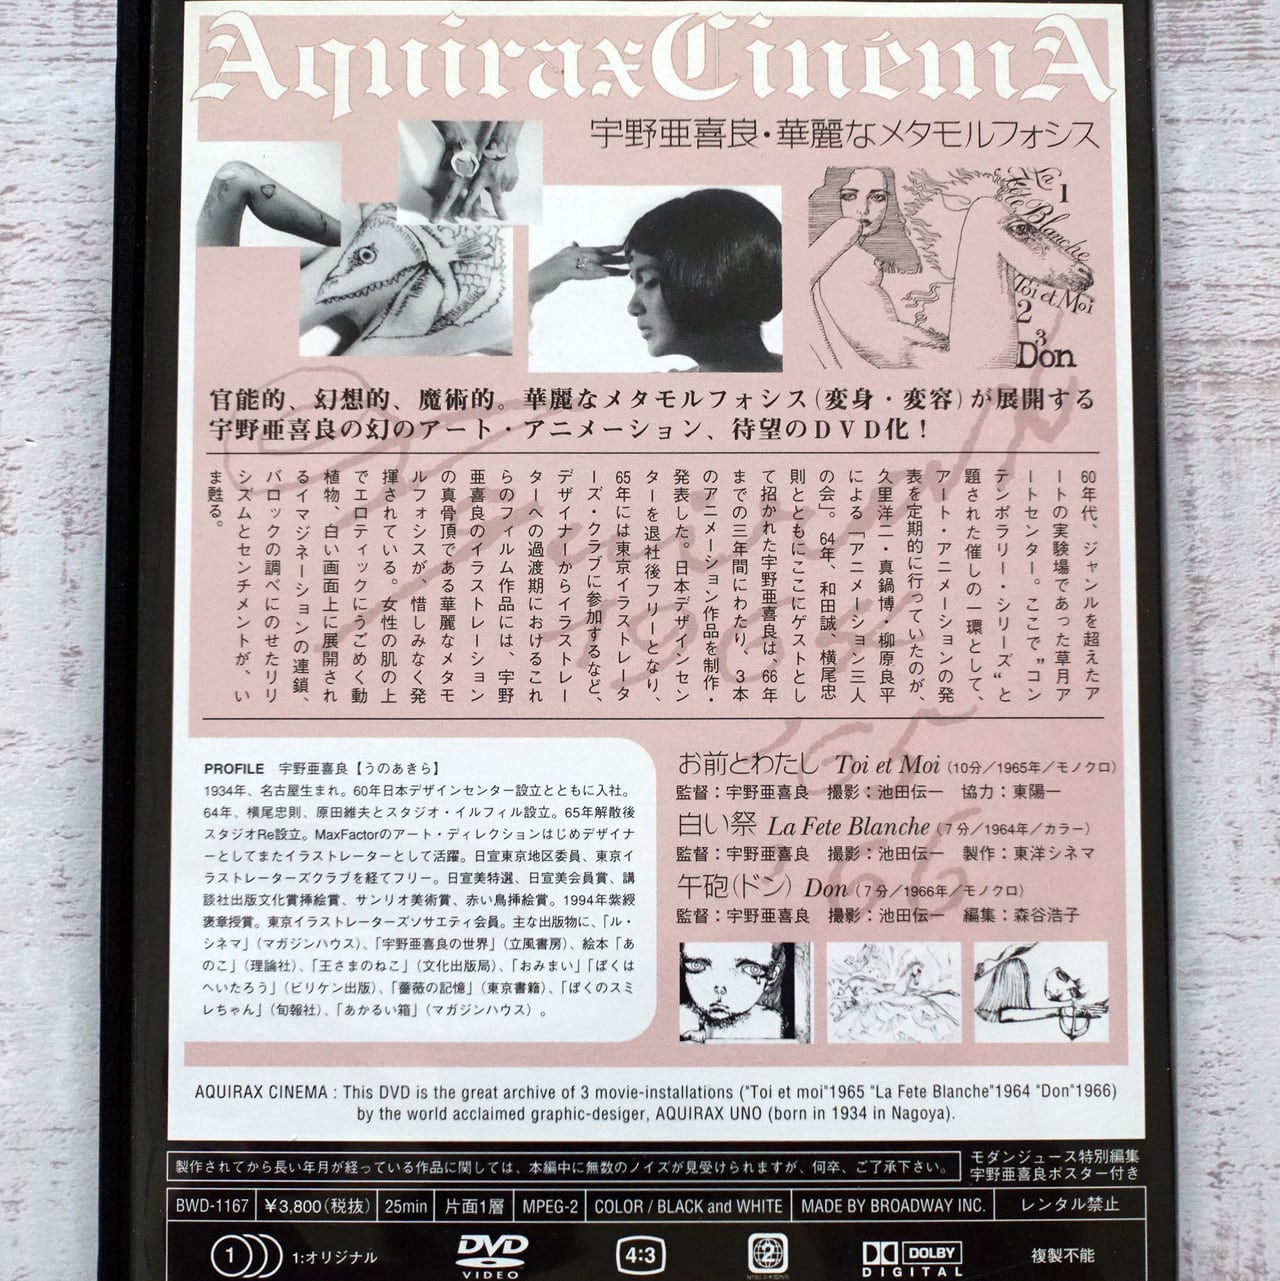 AquiraxCinémA
宇野亜喜良・華麗なメタモルフォシス
La
Fête Blanche
1
Toi et Moi
2
3
Don
官能的、幻想的、魔術的。華麗なメタモルフォシス(変身・変容)が展開する
宇野亜喜良の幻のアート・アニメーション、待望のDVD化!
60年代、ジャンルを超えたア
ートの実験場であった草月ア
ートセンター。ここで〝コン
テンポラリー・シリーズ〟と
題された催しの一環として、
アート・アニメーションの発
表を定期的に行っていたのが、
久里洋二・真鍋博・柳原良平
による「アニメーション三人
の会」。64年、和田誠、横尾忠
則とともにここにゲストとし
て招かれた宇野亜喜良は、66年
までの三年間にわたり、3本
のアニメーション作品を制作・
発表した。日本デザインセン
ターを退社後フリーとなり、
65年には東京イラストレータ
ーズ・クラブに参加するなど、
デザイナーからイラストレー
ターへの過渡期におけるこれ
らのフィルム作品には、宇野
亜喜良のイラストレーション
の真骨頂である華麗なメタモ
ルフォシスが、惜しみなく発
揮されている。女性の肌の上
でエロティックにうごめく動
植物、白い画面上に展開され
るイマジネーションの連鎖、
バロックの調べにのせたリリ
シズムとセンチメントが、い
ま甦る。
1964
'65
'66
PROFILE 宇野亜喜良【うのあきら】
1934年、名古屋生まれ。60年日本デザインセンター設立とともに入社。
64年、横尾忠則、原田維夫とスタジオ・イルフィル設立。65年解散後
スタジオRe設立。MaxFactorのアート・ディレクションはじめデザイナ
ーとしてまたイラストレーターとして活躍。日宣東京地区委員、東京イ
ラストレーターズクラブを経てフリー。日宣美特選、日宣美会員賞、講
談社出版文化賞挿絵賞、サンリオ美術賞、赤い鳥挿絵賞。1994年紫綬
褒章授賞。東京イラストレーターズソサエティ会員。主な出版物に、「ル・
シネマ」(マガジンハウス)、「宇野亜喜良の世界」(立風書房)、絵本「あ
のこ」(理論社)、「王さまのねこ」(文化出版局)、「おみまい」「ぼくは
へいたろう」(ビリケン出版)、「薔薇の記憶」(東京書籍)、「ぼくのスミ
レちゃん」(旬報社)、「あかるい箱」(マガジンハウス)。
お前とわたし Toi et Moi (10分/1965年/モノクロ)
監督:宇野亜喜良 撮影:池田伝一 協力:東陽一
白い祭 La Fete Blanche (7分/1964年/カラー)
監督:宇野亜喜良 撮影:池田伝一 製作:東洋シネマ
午砲(ドン) Don (7分/1966年/モノクロ)
監督:宇野亜喜良 撮影:池田伝一 編集:森谷浩子
AQUIRAX CINEMA : This DVD is the great archive of 3 movie-installations ("Toi et moi"1965 "La Fete Blanche"1964 "Don"1966)
by the world acclaimed graphic-desiger, AQUIRAX UNO (born in 1934 in Nagoya).
製作されてから長い年月が経っている作品に関しては、本編中に無数のノイズが見受けられますが、何卒、ご了承下さい。
モダンジュース特別編集
宇野亜喜良ポスター付き
BWD-1167 ¥3,800(税抜) 25min 片面1層 MPEG-2 COLOR / BLACK and WHITE MADE BY BROADWAY INC. レンタル禁止
1 1:オリジナル DVD VIDEO 4:3 2 DOLBY DIGITAL 複製不能